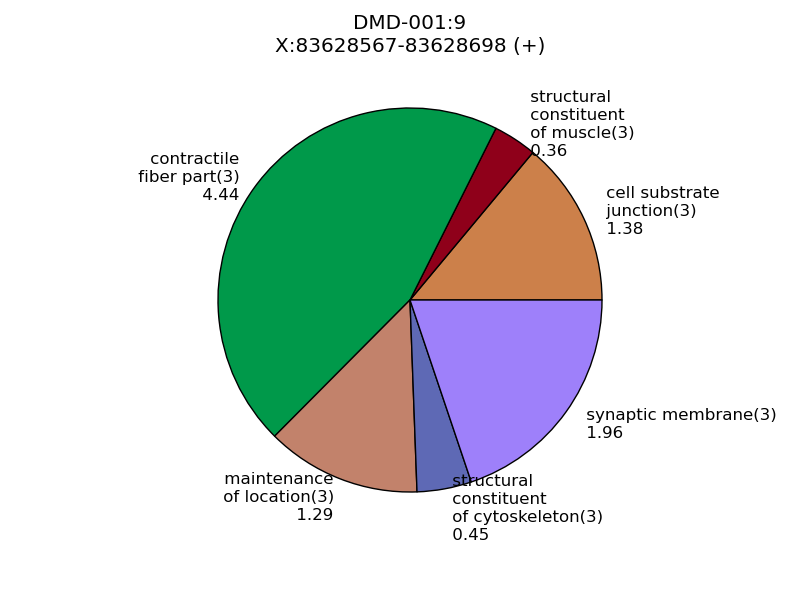 DMD-001:9
X:83628567-83628698 (+)
structural
constituent
of muscle(3)
0.36
contractile
fiber part(3)
4.44
cell substrate
junction(3)
1.38
synaptic membrane(3)
1.96
maintenance
of location(3)
1.29
structural
constituent
of cytoskeleton(3)
0.45